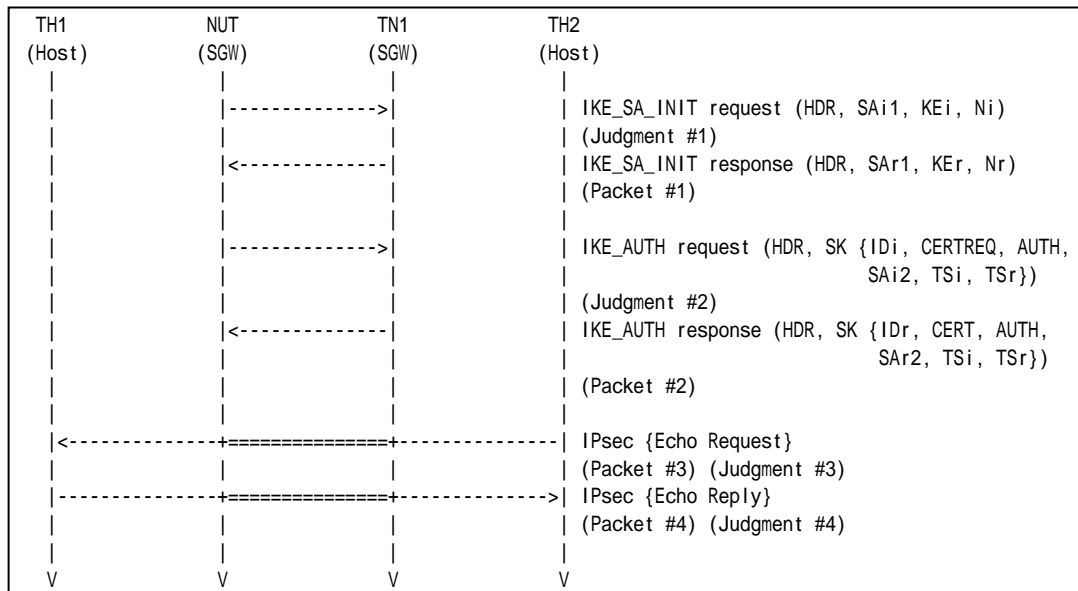 TH1 NUT TN1 TH2
(Host) (SGW) (SGW) (Host)
| | | |
| |-------------->| | IKE_SA_INIT request (HDR, SAi1, KEi, Ni)
| | | | (Judgment #1)
| |<--------------| | IKE_SA_INIT response (HDR, SAr1, KEr, Nr)
| | | | (Packet #1)
| | | |
| |-------------->| | IKE_AUTH request (HDR, SK {IDi, CERTREQ, AUTH,
| | | | SAi2, TSi, TSr})
| | | | (Judgment #2)
| |<--------------| | IKE_AUTH response (HDR, SK {IDr, CERT, AUTH,
| | | | SAr2, TSi, TSr})
| | | | (Packet #2)
| | | |
|<--------------+===============+--------------| IPsec {Echo Request}
| | | | (Packet #3) (Judgment #3)
|--------------+===============+-------------->| IPsec {Echo Reply}
| | | | (Packet #4) (Judgment #4)
| | | |
V V V V